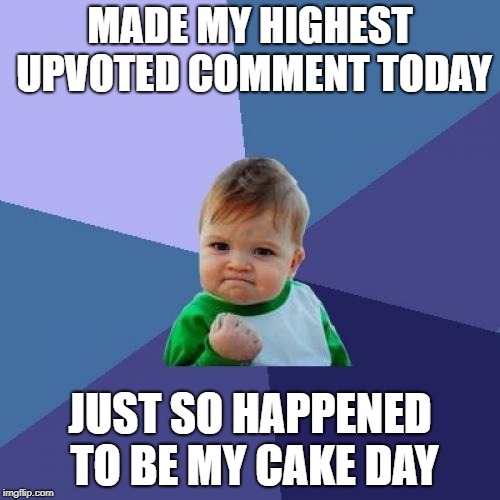 MADE MY HIGHEST
UPVOTED COMMENT TODAY
JUST SO HAPPENED
TO BE MY CAKE DAY
imgflip.com